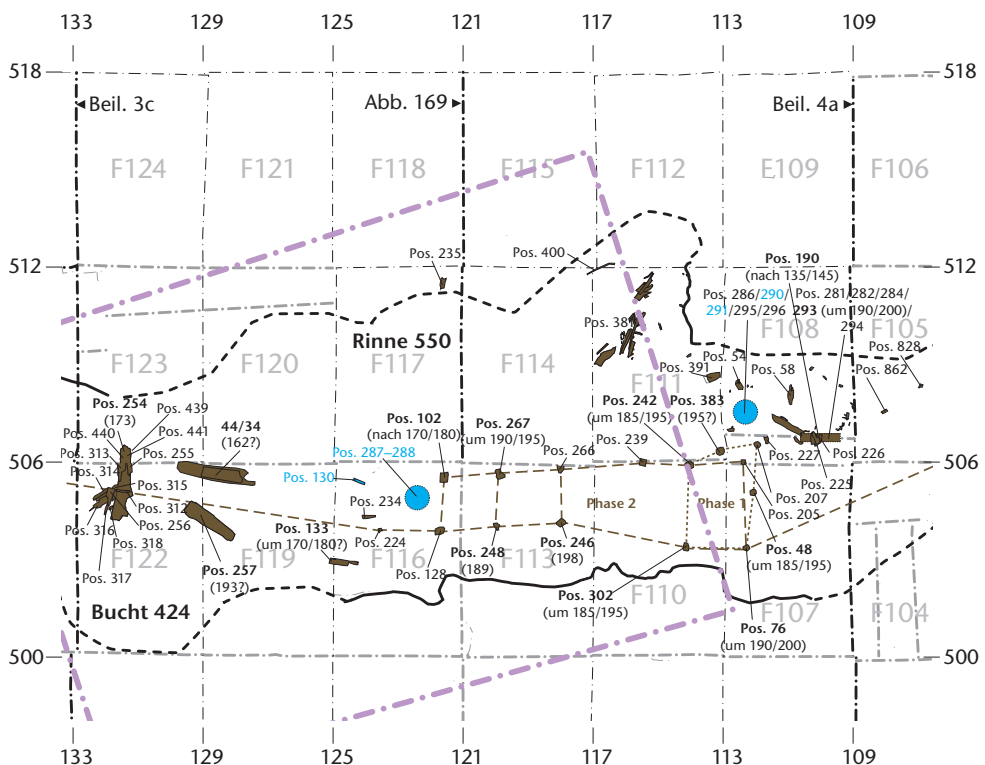 133 129 125 121 117 113 109
518 518
Beil. 3c Abb. 169 Beil. 4a
F124 F121 F118 F115 F112 E109 F106
Pos. 235 Pos. 400 Pos. 190
(nach 135/145)
512 512
Pos. 286/290/ Pos. 281/282/284/
291/295/296 293 (um 190/200)/
294
Rinne 550 Pos. 381 F108 F105
Pos. 828
F123 F120 F117 F114 F111
Pos. 391 Pos. 54 Pos. 58 Pos. 862
Pos. 254
(173)
Pos. 439
Pos. 440 Pos. 441
Pos. 313 Pos. 255
Pos. 314
44/34
(162?)
Pos. 102
(nach 170/180)
Pos. 267
(um 190/195)
Pos. 242
(um 185/195)
Pos. 383
(195?)
Pos. 239
Pos. 266
Pos. 287–288
Pos. 130
Pos. 227 Pos. 226
506 506
Pos. 225
Pos. 315
Pos. 312
Pos. 316 Pos. 256
Pos. 318
Pos. 317
Pos. 234
Phase 2 Phase 1
Pos. 207
Pos. 205
Pos. 133
(um 170/180?)
Pos. 224
Pos. 128
Pos. 248
(189)
Pos. 246
(198)
Pos. 48
(um 185/195)
F122 F119 F116 F113 F110 F107 F104
Pos. 257
(193?)
Pos. 302
(um 185/195)
Bucht 424
Pos. 76
(um 190/200)
500 500
133 129 125 121 117 113 109